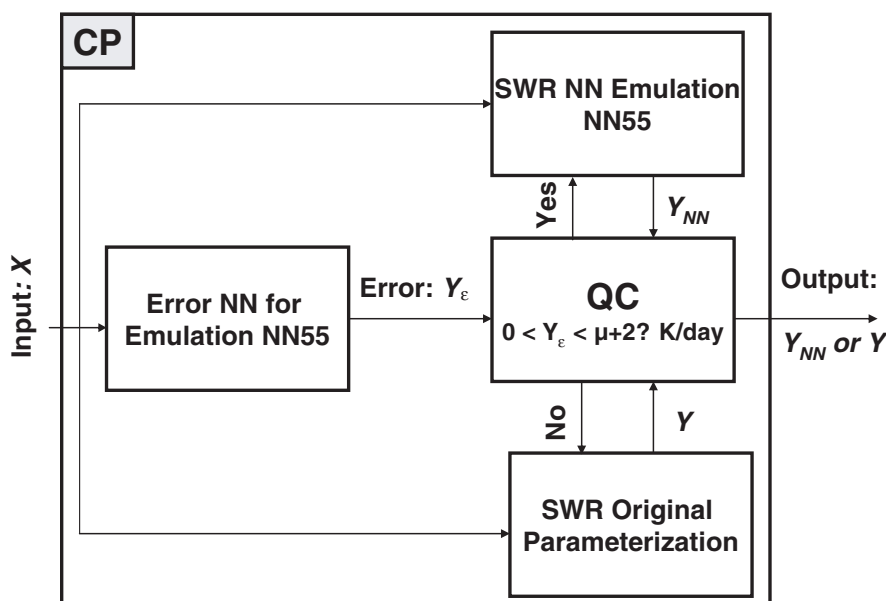 CP
SWR NN Emulation
NN55
Yes
Y_NN
Input: X
Error NN for
Emulation NN55
Error: Y_ε
QC
0 < Y_ε < μ+2? K/day
Output:
Y_NN or Y
No
Y
SWR Original
Parameterization